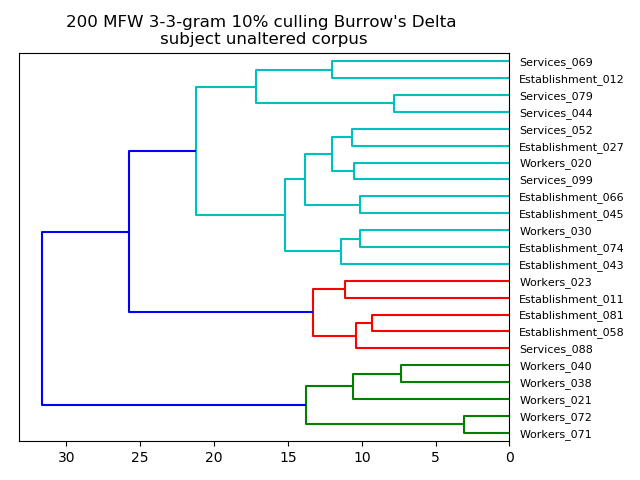 200 MFW 3-3-gram 10% culling Burrow's Delta
subject unaltered corpus
Services_069
Establishment_012
Services_079
Services_044
Services_052
Establishment_027
Workers_020
Services_099
Establishment_066
Establishment_045
Workers_030
Establishment_074
Establishment_043
Workers_023
Establishment_011
Establishment_081
Establishment_058
Services_088
Workers_040
Workers_038
Workers_021
Workers_072
Workers_071
30 25 20 15 10 5 0